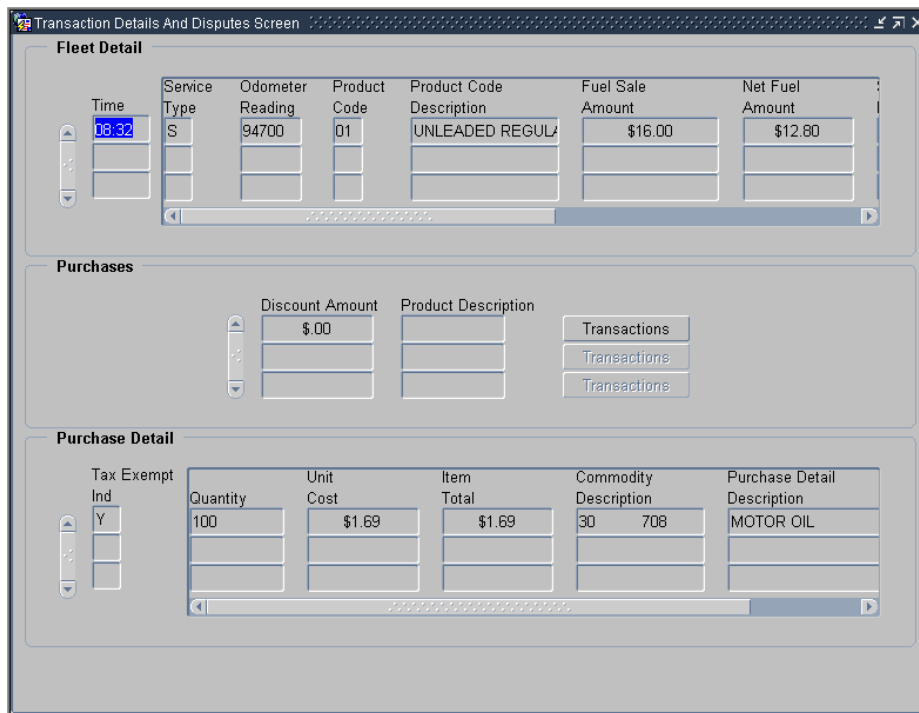 Transaction Details And Disputes Screen
Fleet Detail
Service Odometer Product Product Code Fuel Sale Net Fuel
Time Type Reading Code Description Amount Amount
08:32 S 94700 01 UNLEADED REGULA $16.00 $12.80
Purchases
Discount Amount Product Description
$.00 Transactions
Transactions
Transactions
Purchase Detail
Tax Exempt Unit Item Commodity Purchase Detail
Ind Quantity Cost Total Description Description
Y 100 $1.69 $1.69 30 708 MOTOR OIL